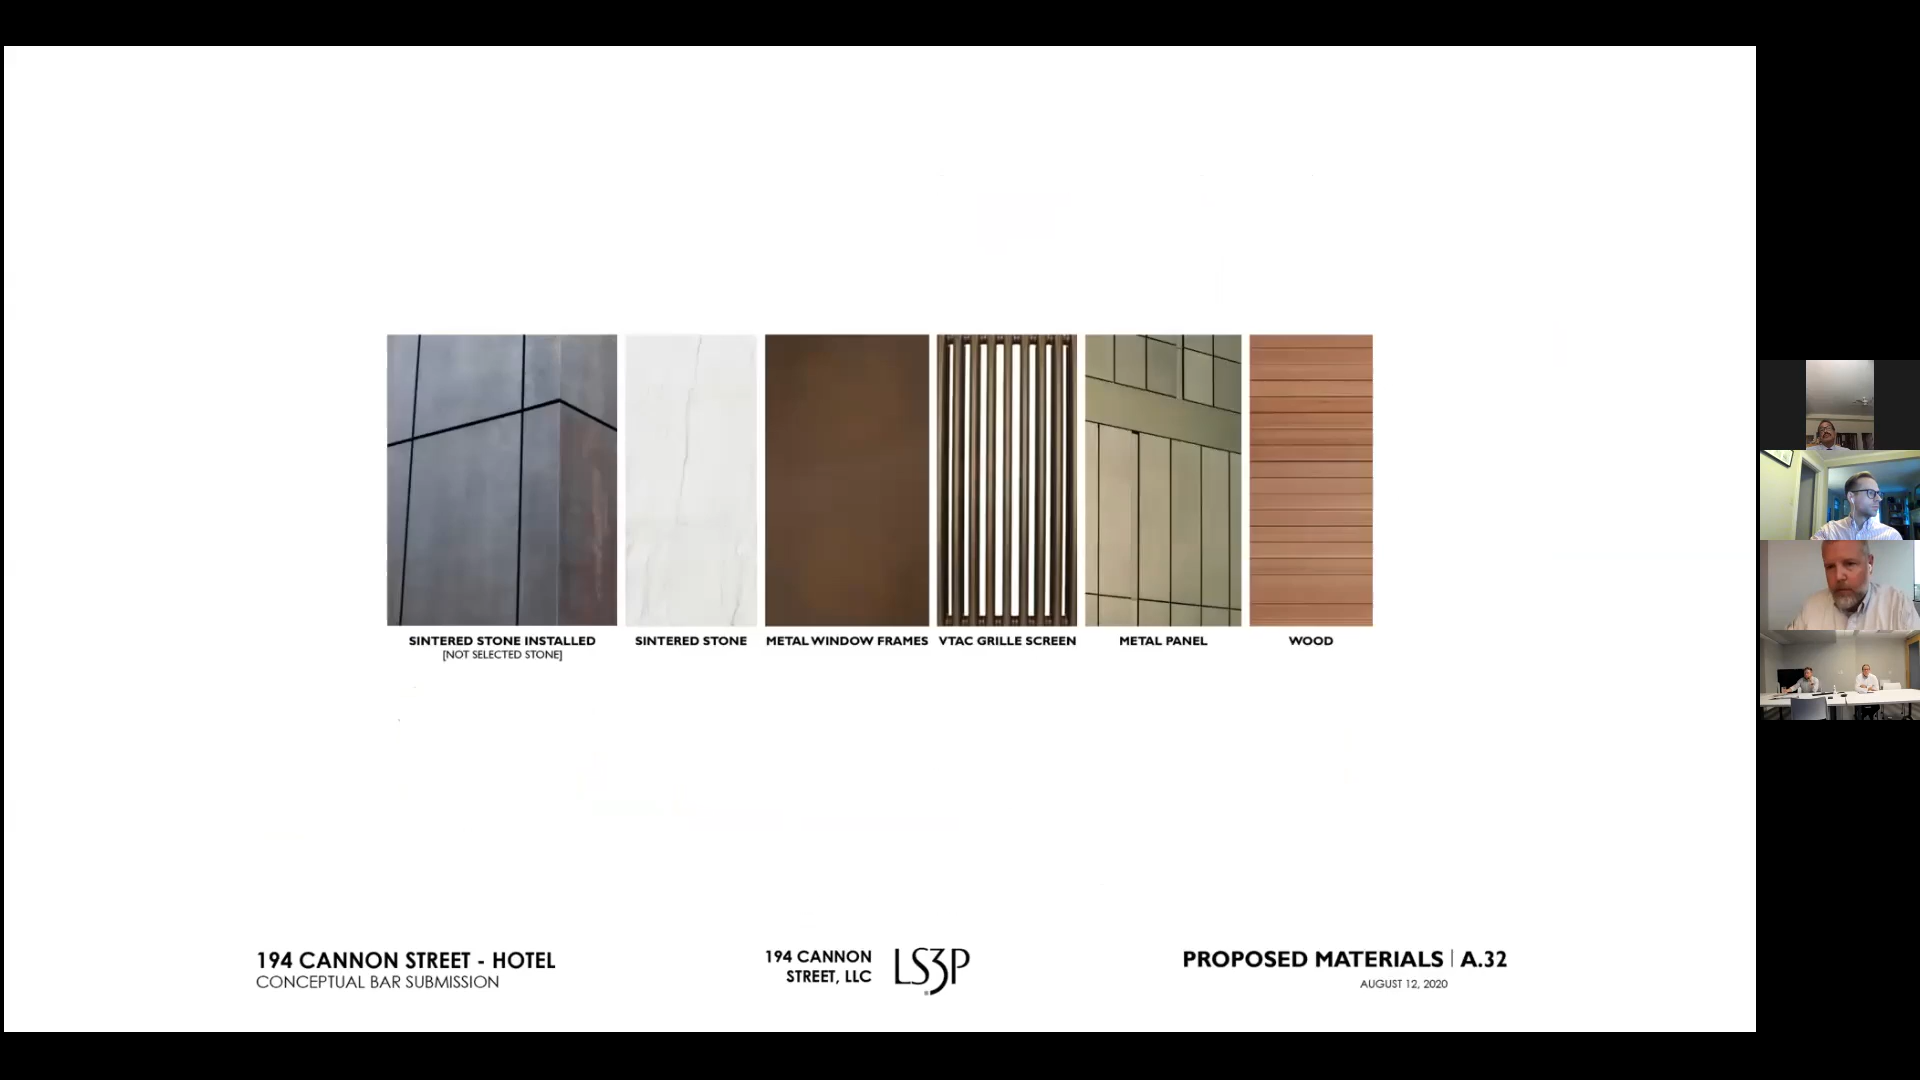 SINTERED STONE INSTALLED
[NOT SELECTED STONE]
SINTERED STONE
METAL WINDOW FRAMES
VTAC GRILLE SCREEN
METAL PANEL
WOOD
194 CANNON STREET - HOTEL
CONCEPTUAL BAR SUBMISSION
194 CANNON
STREET, LLC
LS3P
PROPOSED MATERIALS | A.32
AUGUST 12, 2020